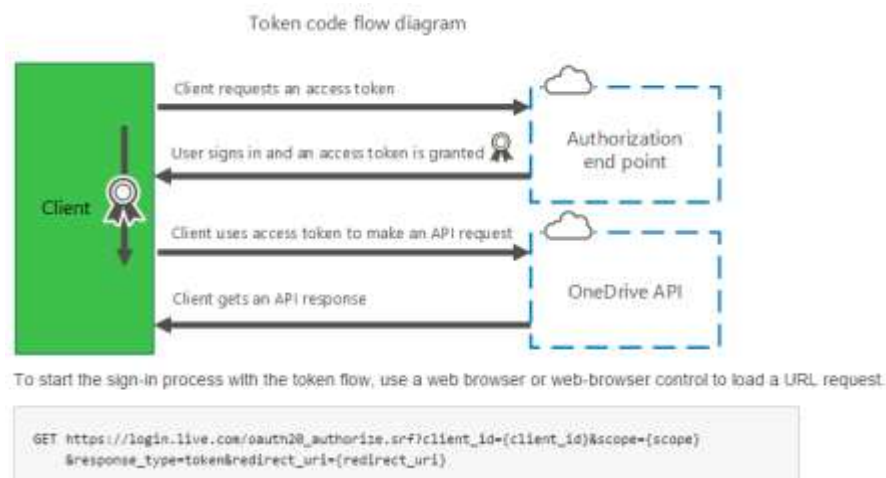 Token code flow diagram
Client requests an access token
User signs in and an access token is granted
Authorization
end point
Client
Client uses access token to make an API request
Client gets an API response
OneDrive API
To start the sign-in process with the token flow, use a web browser or web-browser control to load a URL request.
GET https://login.live.com/oauth20_authorize.srf?client_id={client_id}&scope={scope}
&response_type=token&redirect_uri={redirect_uri}